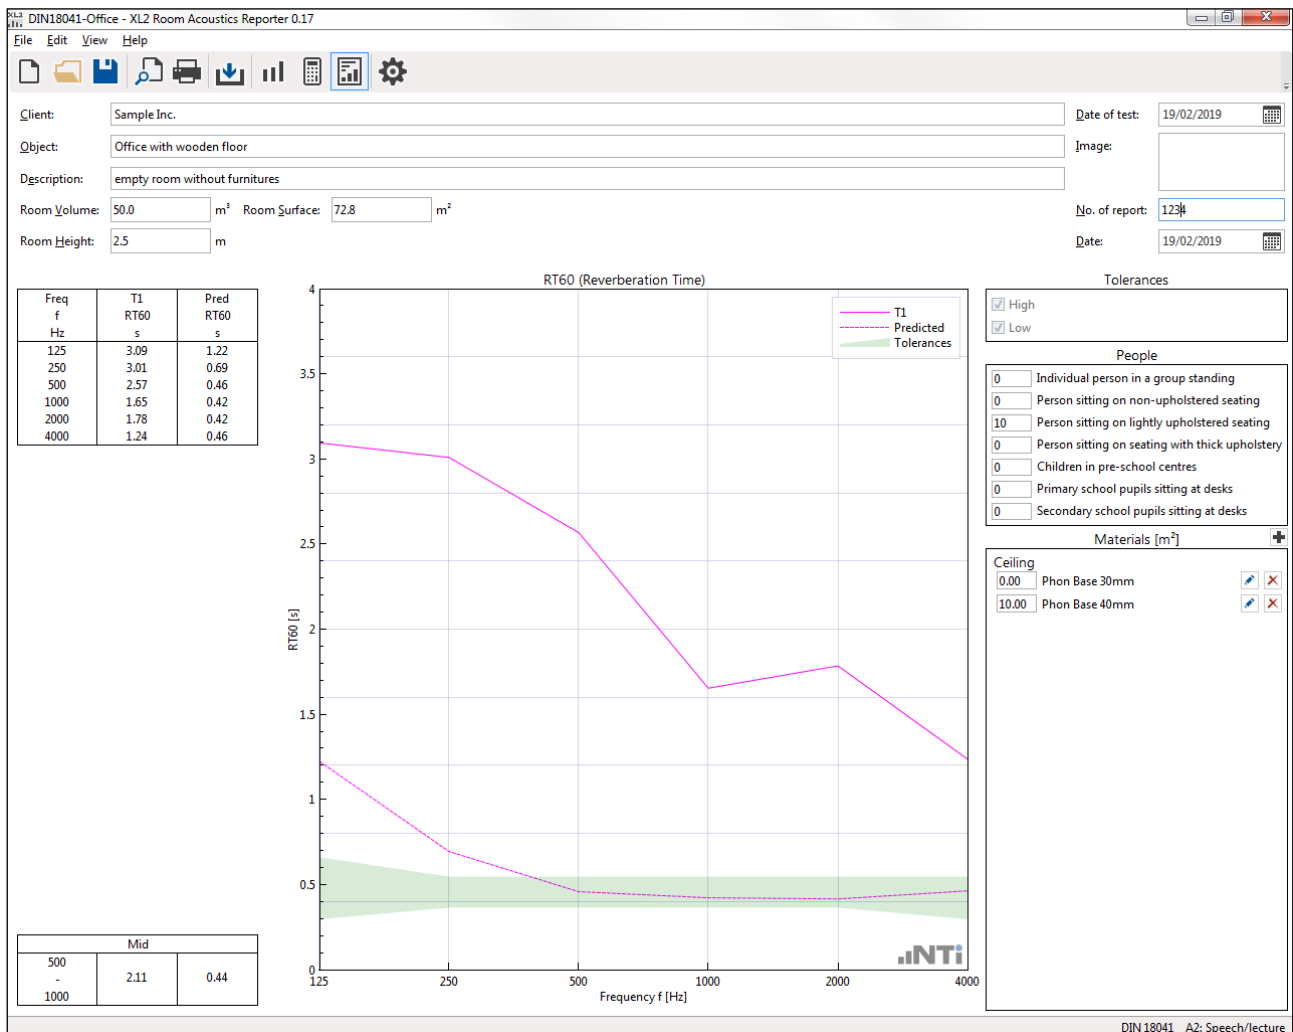 DIN18041-Office - XL2 Room Acoustics Reporter 0.17
File Edit View Help
Client: Sample Inc. Date of test: 19/02/2019
Object: Office with wooden floor Image:
Description: empty room without furnitures
Room Volume: 50.0 m³ Room Surface: 72.8 m² No. of report: 1234
Room Height: 2.5 m Date: 19/02/2019
Freq T1 Pred
f RT60 RT60
Hz s s
125 3.09 1.22
250 3.01 0.69
500 2.57 0.46
1000 1.65 0.42
2000 1.78 0.42
4000 1.24 0.46
Mid
500
- 2.11 0.44
1000
RT60 (Reverberation Time)
T1
Predicted
Tolerances
4
3.5
3
2.5
2
1.5
1
0.5
0
RT60 [s]
125 250 500 1000 2000 4000
Frequency f [Hz]
NTi
Tolerances
High
Low
People
0 Individual person in a group standing
0 Person sitting on non-upholstered seating
10 Person sitting on lightly upholstered seating
0 Person sitting on seating with thick upholstery
0 Children in pre-school centres
0 Primary school pupils sitting at desks
0 Secondary school pupils sitting at desks
Materials [m²]
Ceiling
0.00 Phon Base 30mm
10.00 Phon Base 40mm
DIN 18041 A2: Speech/lecture